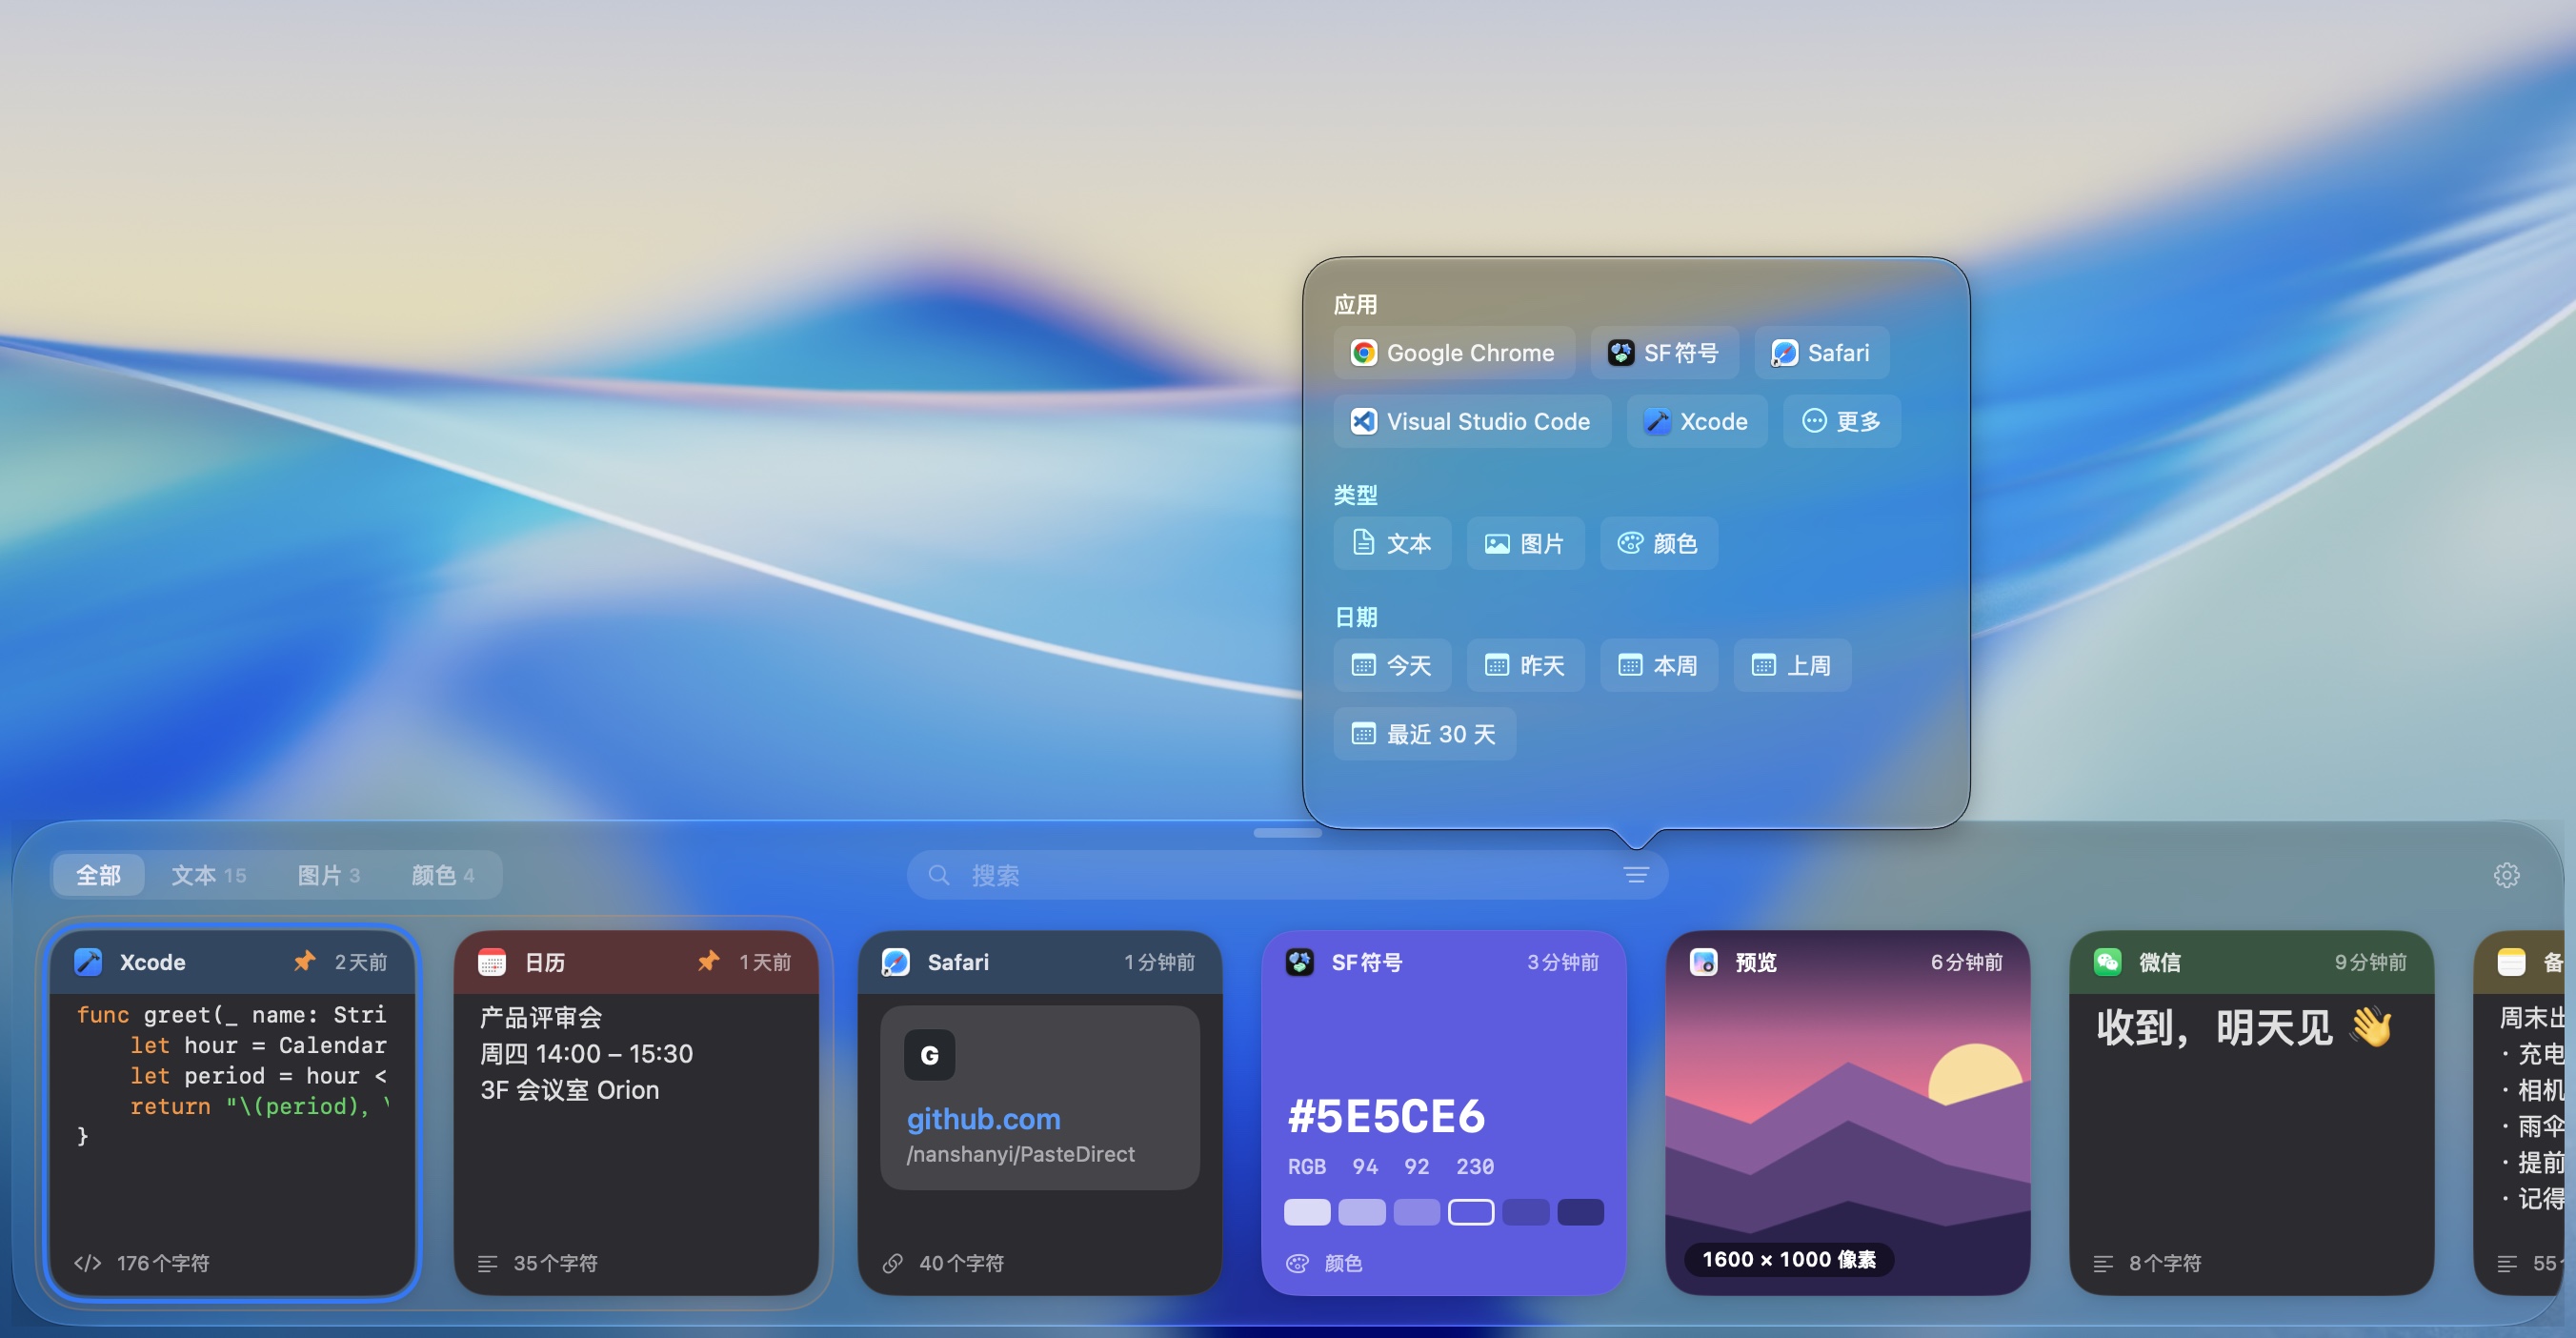 应用
Google Chrome
SF符号
Safari
Visual Studio Code
Xcode
更多
类型
文本
图片
颜色
日期
今天
昨天
本周
上周
最近 30 天
全部
文本 15
图片 3
颜色 4
搜索
Xcode
2天前
func greet(_ name: Stri
let hour = Calendar
let period = hour <
return "\(period), \
}
176个字符
日历
1天前
产品评审会
周四 14:00 – 15:30
3F 会议室 Orion
35个字符
Safari
1分钟前
G
github.com
/nanshanyi/PasteDirect
40个字符
SF符号
3分钟前
#5E5CE6
RGB 94 92 230
颜色
预览
6分钟前
1600 × 1000 像素
微信
9分钟前
收到，明天见 👋
8个字符
备
周末出
· 充电
· 相机
· 雨伞
· 提前
· 记得
55